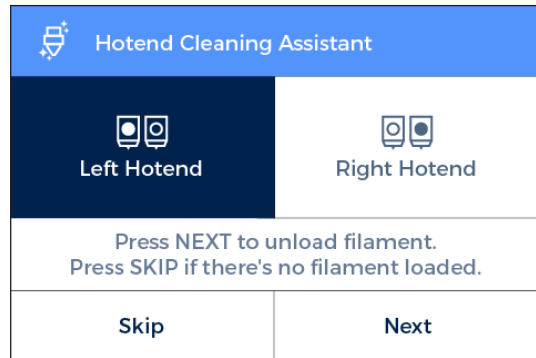 Hotend Cleaning Assistant
Left Hotend
Right Hotend
Press NEXT to unload filament.
Press SKIP if there's no filament loaded.
Skip
Next